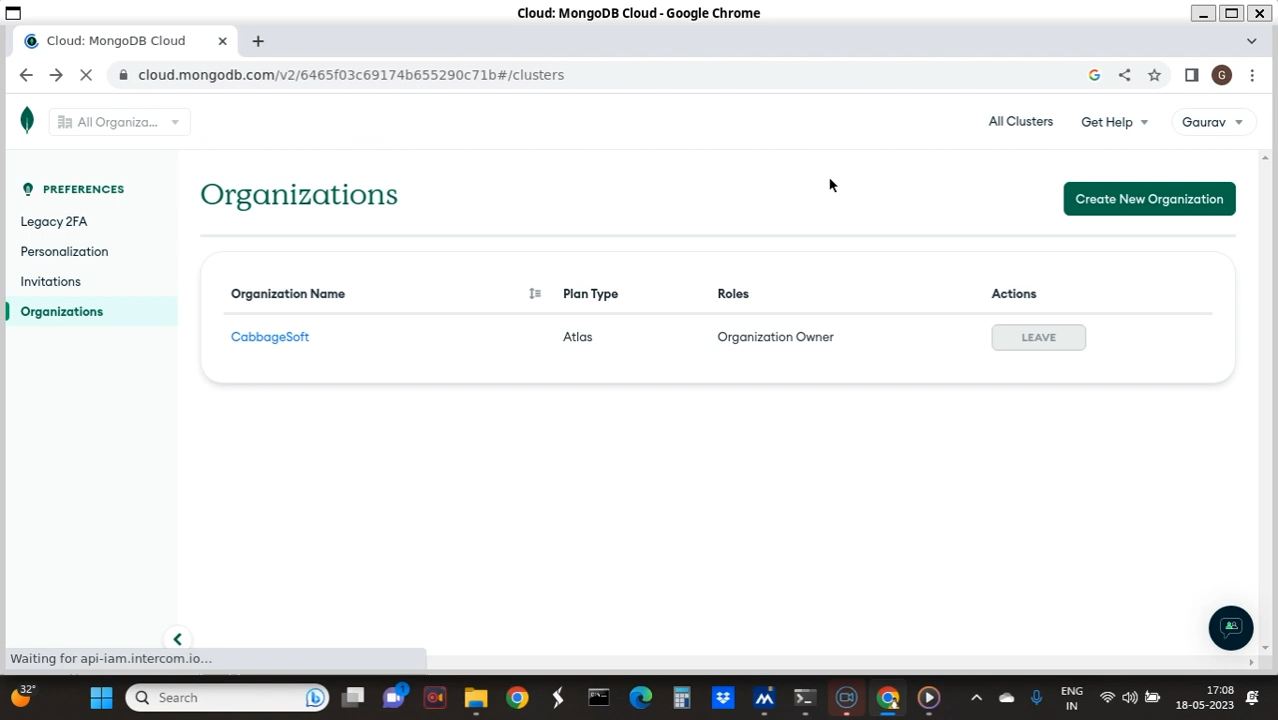 Cloud: MongoDB Cloud - Google Chrome
Cloud: MongoDB Cloud
cloud.mongodb.com/v2/6465f03c69174b655290c71b#/clusters
G
All Organiza...
All Clusters
Get Help
Gaurav
PREFERENCES
Legacy 2FA
Personalization
Invitations
Organizations
Organizations
Create New Organization
Organization Name Plan Type Roles Actions
CabbageSoft Atlas Organization Owner LEAVE
Waiting for api-iam.intercom.io...
32°
Search
1
ENG
IN
17:08
18-05-2023